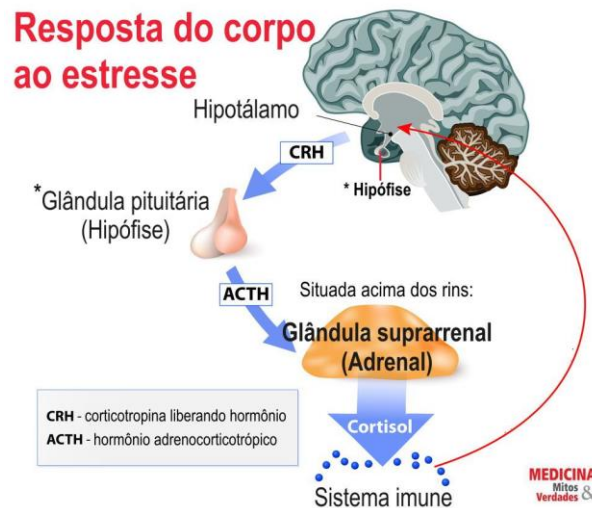 Resposta do corpo
ao estresse
Hipotálamo
CRH
* Hipófise
*Glândula pituitária
(Hipófise)
ACTH
Situada acima dos rins:
Glândula suprarrenal
(Adrenal)
CRH - corticotropina liberando hormônio
ACTH - hormônio adrenocorticotrópico
Cortisol
Sistema imune
MEDICINA
Mitos
Verdades &